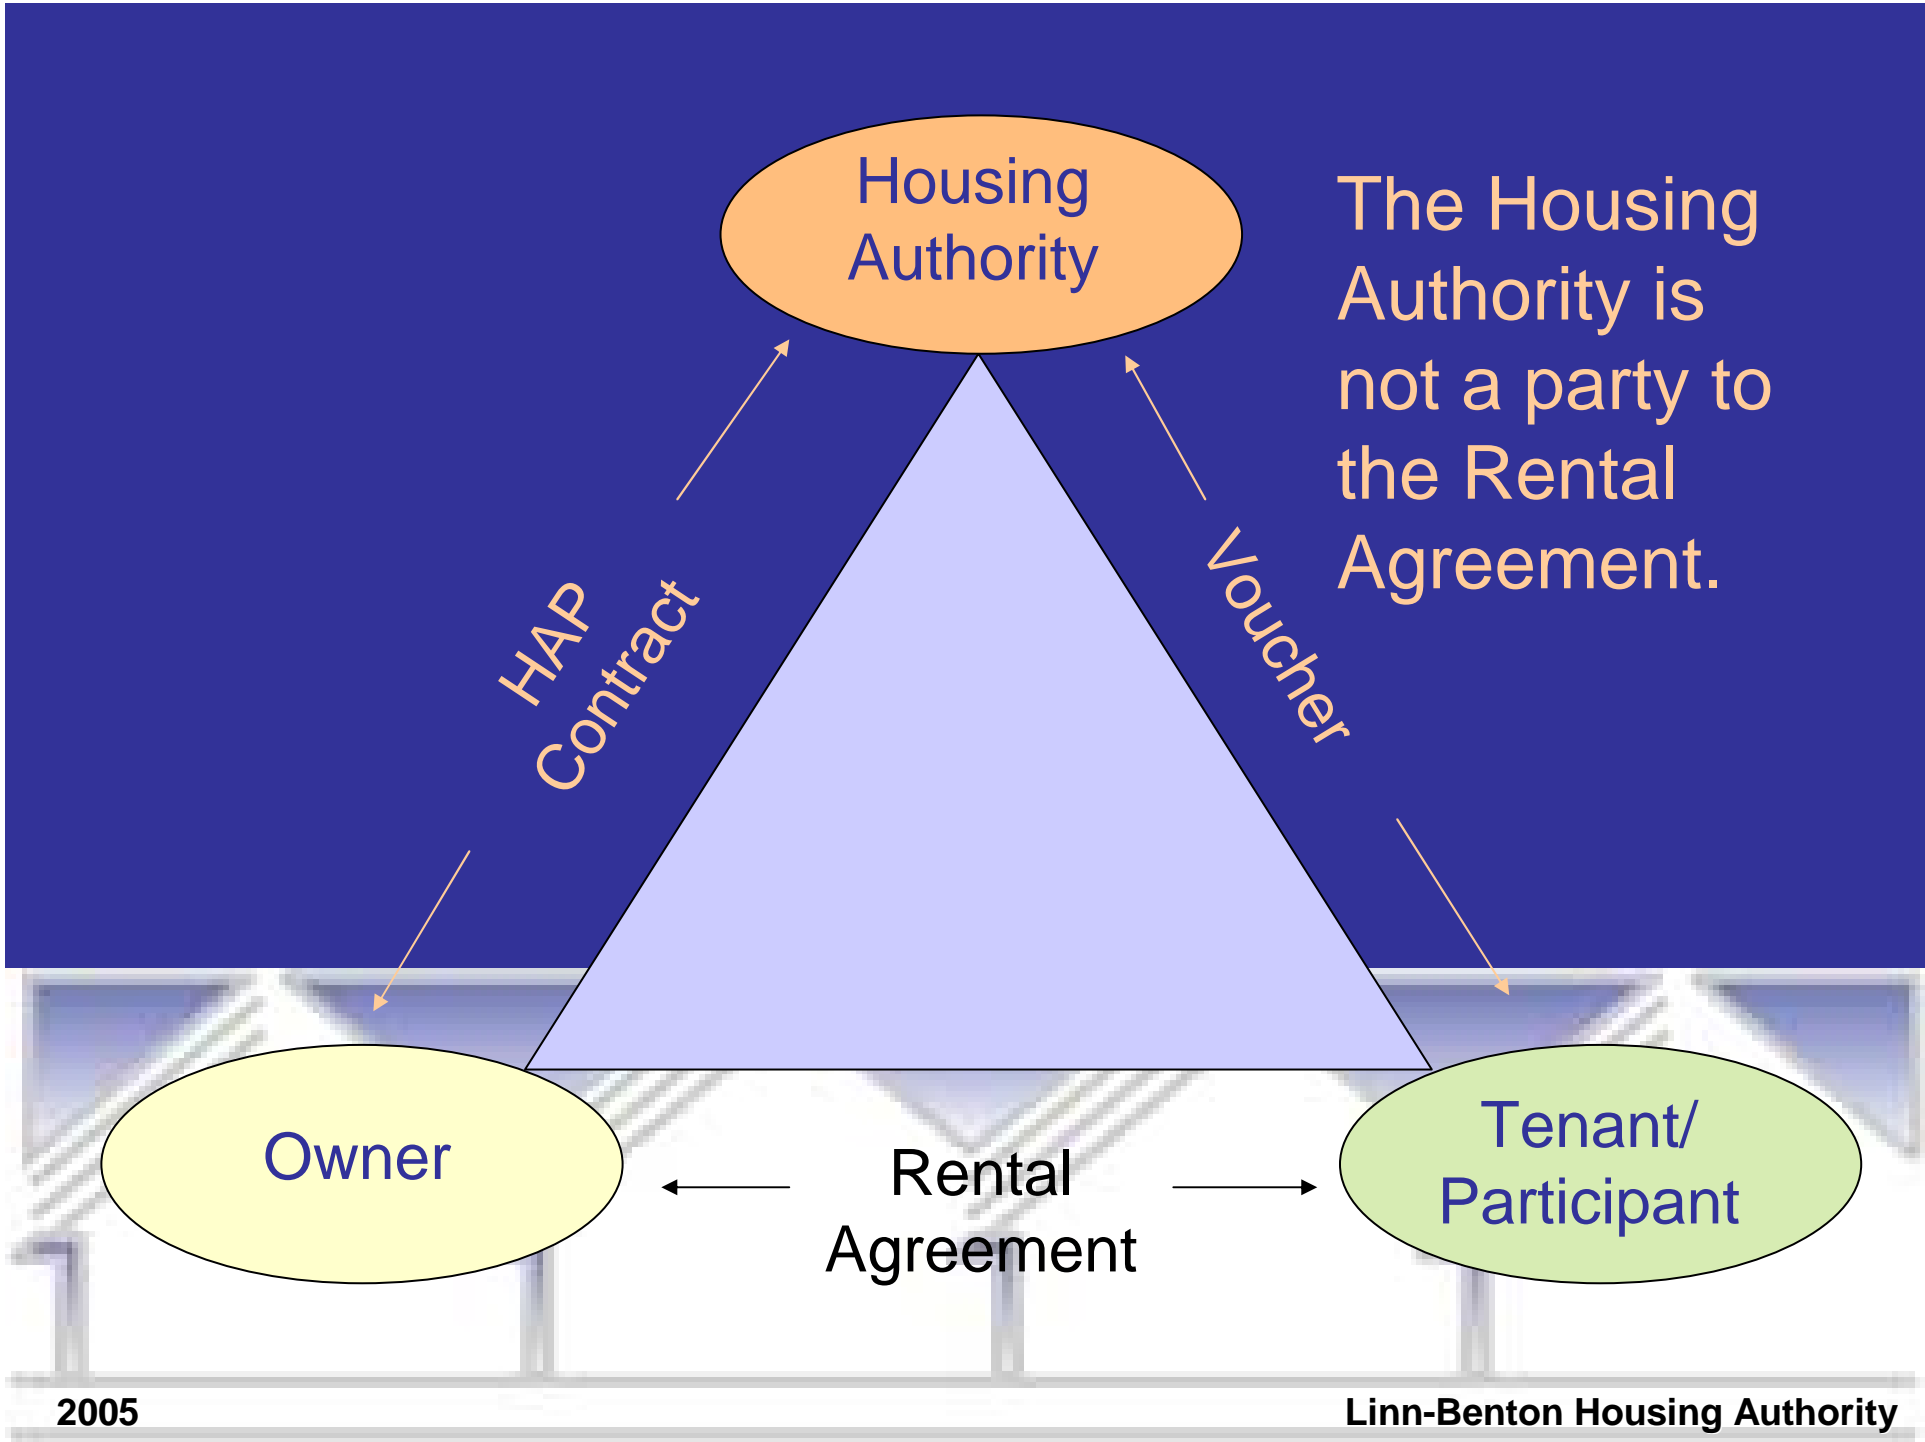 Housing
Authority
The Housing
Authority is
not a party to
the Rental
Agreement.
HAP
Contract
Voucher
Owner
Rental
Agreement
Tenant/
Participant
2005
Linn-Benton Housing Authority